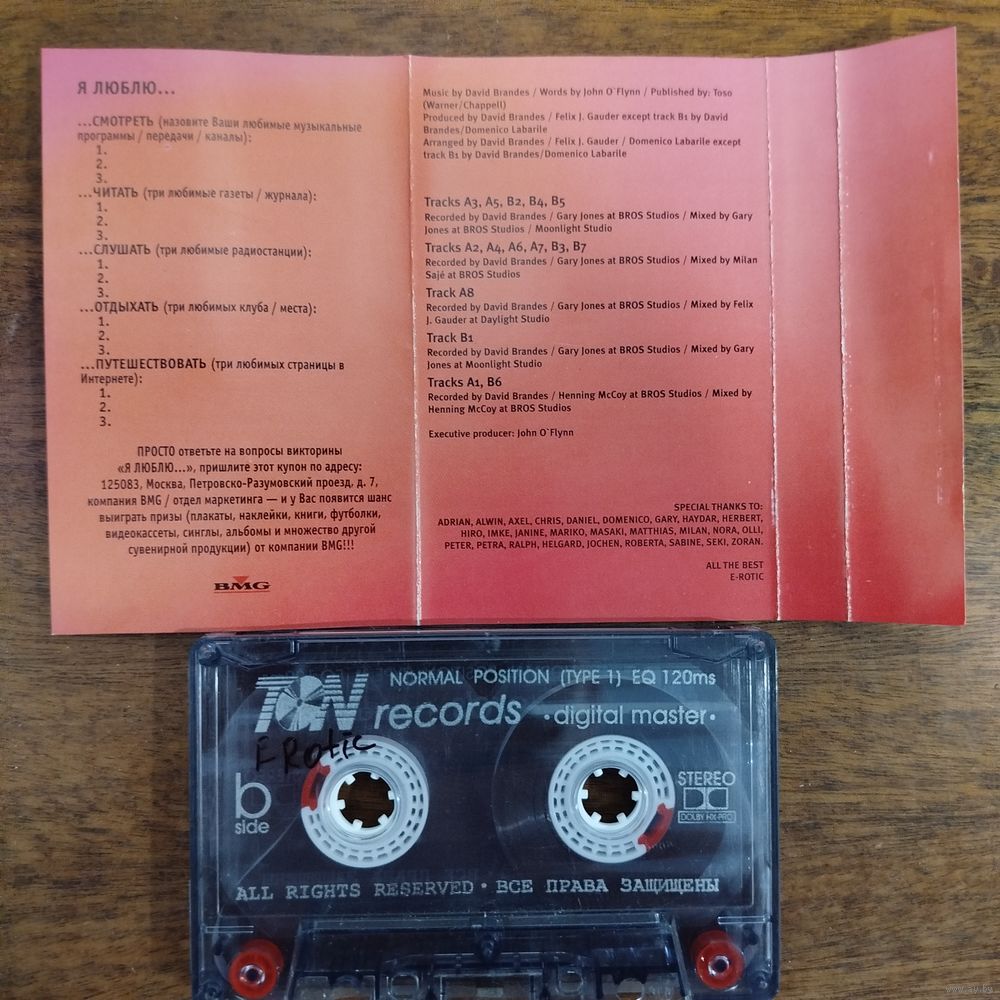 Я ЛЮБЛЮ...
...СМОТРЕТЬ (назовите Ваши любимые музыкальные
программы / передачи / каналы):
1.
2.
3.
...ЧИТАТЬ (три любимые газеты / журнала):
1.
2.
3.
...СЛУШАТЬ (три любимые радиостанции):
1.
2.
3.
...ОТДЫХАТЬ (три любимых клуба / места):
1.
2.
3.
...ПУТЕШЕСТВОВАТЬ (три любимых страницы в
Интернете):
1.
2.
3.
ПРОСТО ответьте на вопросы викторины
«Я ЛЮБЛЮ...», пришлите этот купон по адресу:
125083, Москва, Петровско-Разумовский проезд, д. 7,
компания BMG / отдел маркетинга — и у Вас появится шанс
выиграть призы (плакаты, наклейки, книги, футболки,
видеокассеты, синглы, альбомы и множество другой
сувенирной продукции) от компании BMG!!!
BMG
Music by David Brandes / Words by John O`Flynn / Published by: Toso
(Warner/Chappell)
Produced by David Brandes / Felix J. Gauder except track B1 by David
Brandes/Domenico Labarile
Arranged by David Brandes / Felix J. Gauder / Domenico Labarile except
track B1 by David Brandes/Domenico Labarile
Tracks A3, A5, B2, B4, B5
Recorded by David Brandes / Gary Jones at BROS Studios / Mixed by Gary
Jones at BROS Studios / Moonlight Studio
Tracks A2, A4, A6, A7, B3, B7
Recorded by David Brandes / Gary Jones at BROS Studios / Mixed by Milan
Sajé at BROS Studios
Track A8
Recorded by David Brandes / Gary Jones at BROS Studios / Mixed by Felix
J. Gauder at Daylight Studio
Track B1
Recorded by David Brandes / Gary Jones at BROS Studios / Mixed by Gary
Jones at Moonlight Studio
Tracks A1, B6
Recorded by David Brandes / Henning McCoy at BROS Studios / Mixed by
Henning McCoy at BROS Studios
Executive producer: John O`Flynn
SPECIAL THANKS TO:
ADRIAN, ALWIN, AXEL, CHRIS, DANIEL, DOMENICO, GARY, HAYDAR, HERBERT,
HIRO, IMKE, JANINE, MARIKO, MASAKI, MATTHIAS, MILAN, NORA, OLLI,
PETER, PETRA, RALPH, HELGARD, JOCHEN, ROBERTA, SABINE, SEKI, ZORAN.
ALL THE BEST
E-ROTIC
NORMAL POSITION (TYPE 1) EQ 120ms
TON records · digital master ·
E Rotic
b
side
STEREO
DOLBY HX-PRO
ALL RIGHTS RESERVED · ВСЕ ПРАВА ЗАЩИЩЕНЫ
www.ay.by